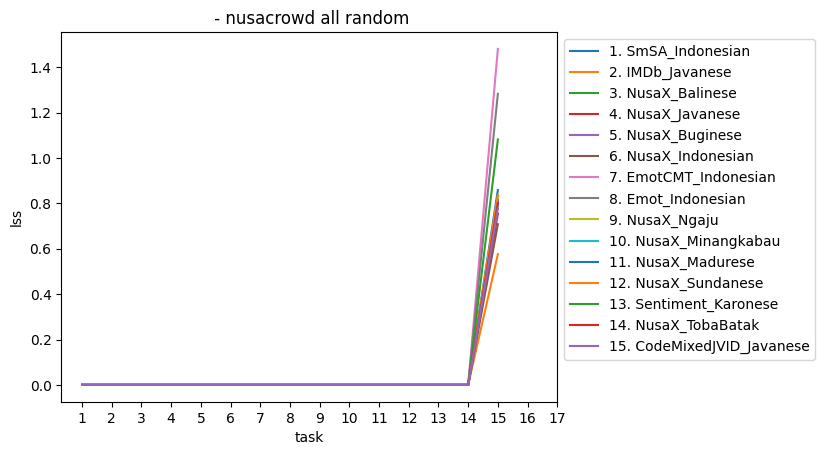 - nusacrowd all random
lss
1.4
1.2
1.0
0.8
0.6
0.4
0.2
0.0
1 2 3 4 5 6 7 8 9 10 11 12 13 14 15 16 17
task
1. SmSA_Indonesian
2. IMDb_Javanese
3. NusaX_Balinese
4. NusaX_Javanese
5. NusaX_Buginese
6. NusaX_Indonesian
7. EmotCMT_Indonesian
8. Emot_Indonesian
9. NusaX_Ngaju
10. NusaX_Minangkabau
11. NusaX_Madurese
12. NusaX_Sundanese
13. Sentiment_Karonese
14. NusaX_TobaBatak
15. CodeMixedJVID_Javanese